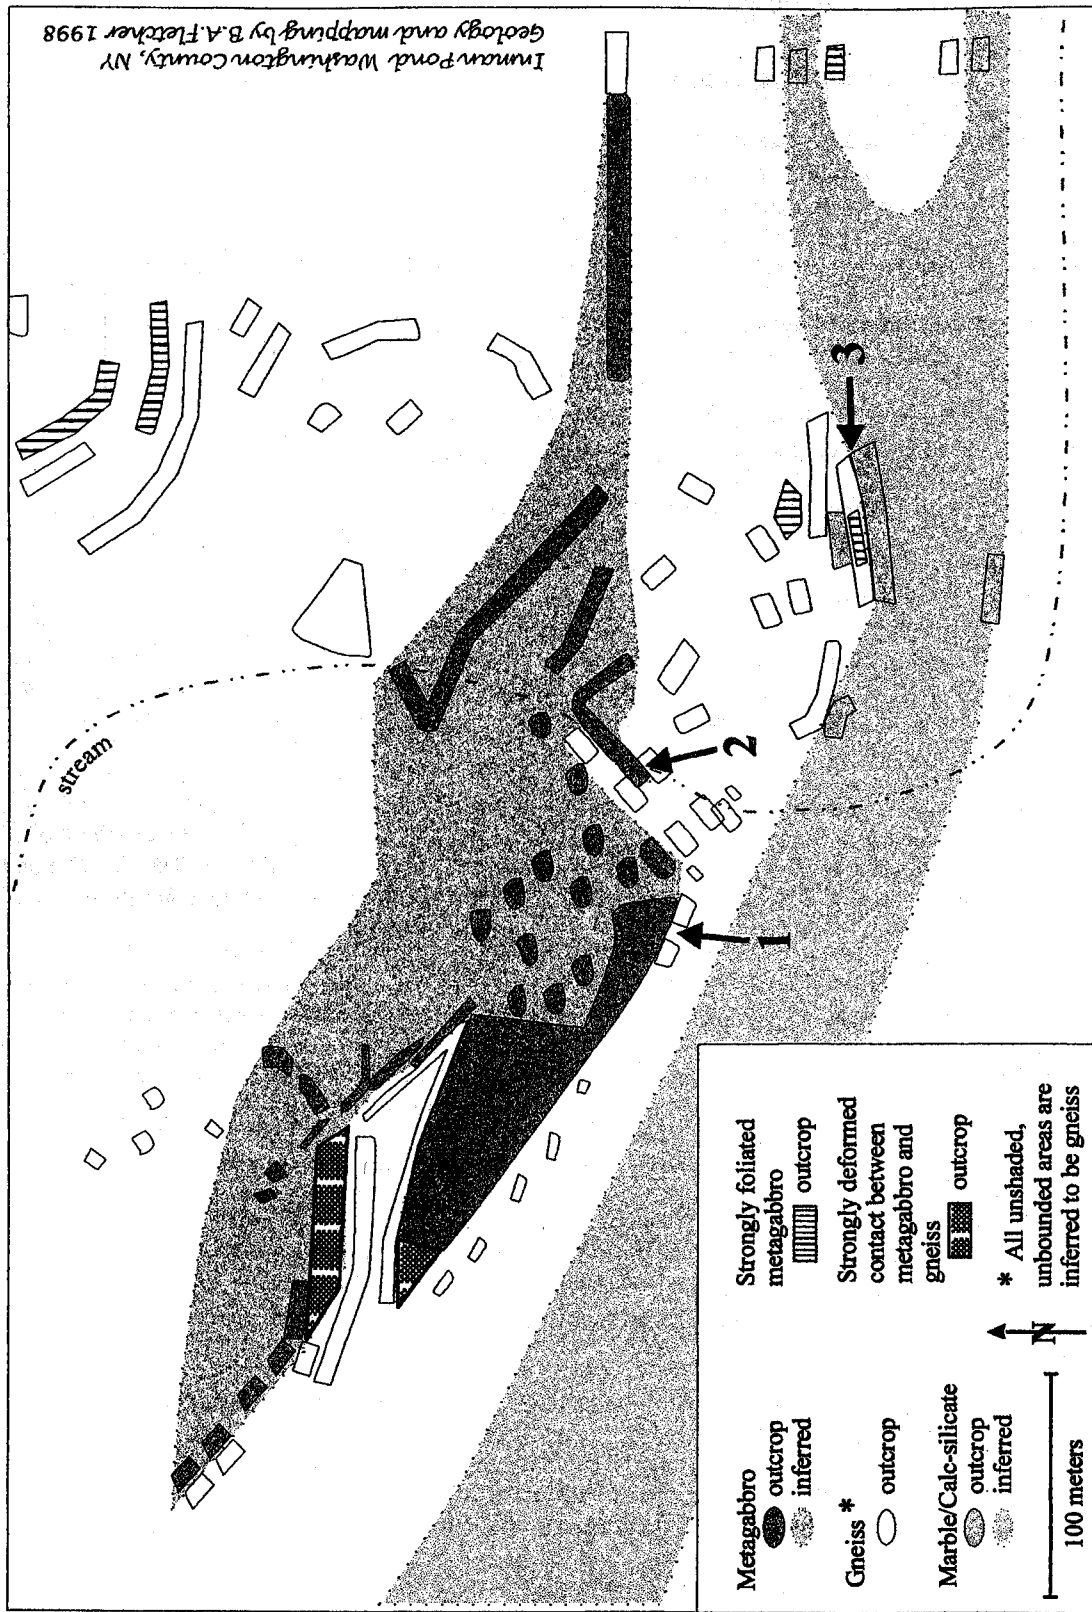 Inman Pond Washington County, NY
Geology and mapping by B.A.Fletcher 1998
stream
1
2
3
Metagabbro
outcrop
inferred
Gneiss *
outcrop
Marble/Calc-silicate
outcrop
inferred
100 meters
Strongly foliated
metagabbro
outcrop
Strongly deformed
contact between
metagabbro and
gneiss
outcrop
* All unshaded,
unbounded areas are
inferred to be gneiss
N